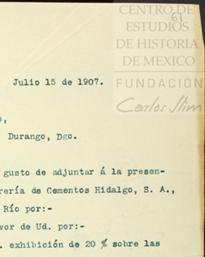 CENTRO DE
ESTUDIOS
DE HISTORIA
DE MEXICO
FUNDACIÓN
Carlos Slim
Julio 15 de 1907.
Durango, Dgo.
gusto de adjuntar á la presen-
rería de Cementos Hidalgo, S. A.,
Río por:-
vor de Ud. por:-
. exhibición de 20 % sobre las